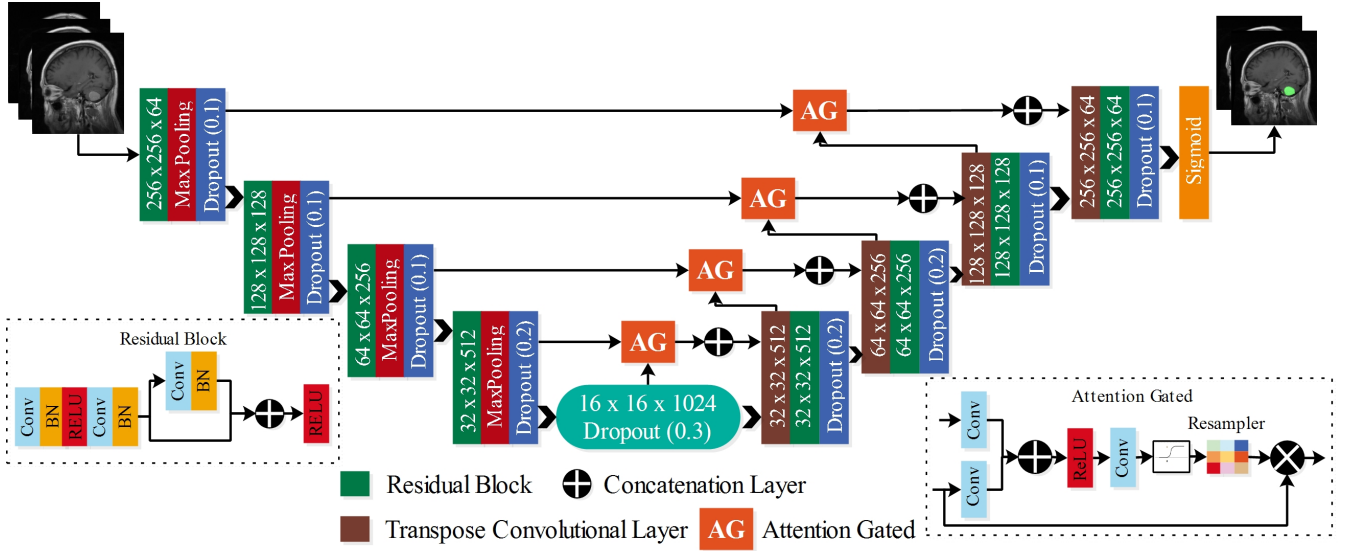 256 x 256 x 64
MaxPooling
Dropout (0.1)
128 x 128 x 128
MaxPooling
Dropout (0.1)
64 x 64 x 256
MaxPooling
Dropout (0.1)
32 x 32 x 512
MaxPooling
Dropout (0.2)
16 x 16 x 1024
Dropout (0.3)
AG
AG
AG
AG
32 x 32 x 512
32 x 32 x 512
Dropout (0.2)
64 x 64 x 256
64 x 64 x 256
Dropout (0.2)
128 x 128 x 128
128 x 128 x 128
Dropout (0.1)
256 x 256 x 64
256 x 256 x 64
Dropout (0.1)
Sigmoid
Residual Block
Conv
BN
RELU
Conv
BN
Conv
BN
RELU
Attention Gated
Conv
Conv
ReLU
Conv
Resampler
Residual Block
Concatenation Layer
Transpose Convolutional Layer
AG
Attention Gated